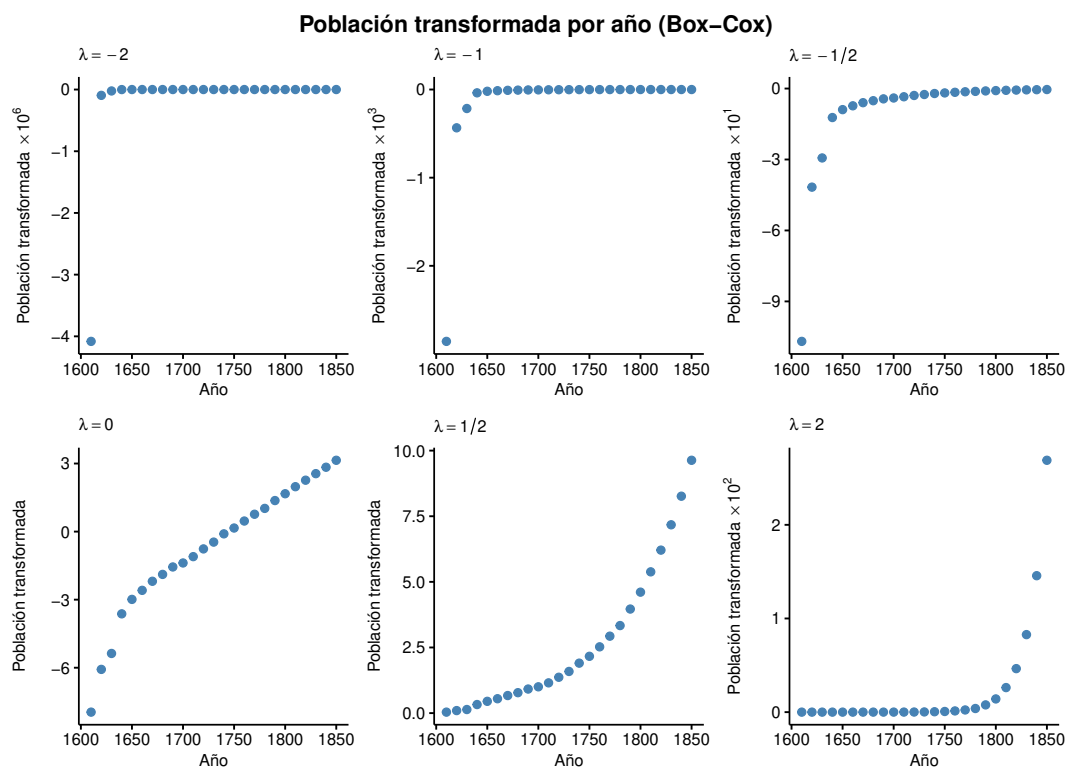 Población transformada por año (Box−Cox)
λ = −2
Población transformada ×10⁶
0
−1
−2
−3
−4
1600 1650 1700 1750 1800 1850
Año
λ = −1
Población transformada ×10³
0
−1
−2
1600 1650 1700 1750 1800 1850
Año
λ = −1/2
Población transformada ×10¹
0
−3
−6
−9
1600 1650 1700 1750 1800 1850
Año
λ = 0
Población transformada
3
0
−3
−6
1600 1650 1700 1750 1800 1850
Año
λ = 1/2
Población transformada
10.0
7.5
5.0
2.5
0.0
1600 1650 1700 1750 1800 1850
Año
λ = 2
Población transformada ×10²
2
1
0
1600 1650 1700 1750 1800 1850
Año